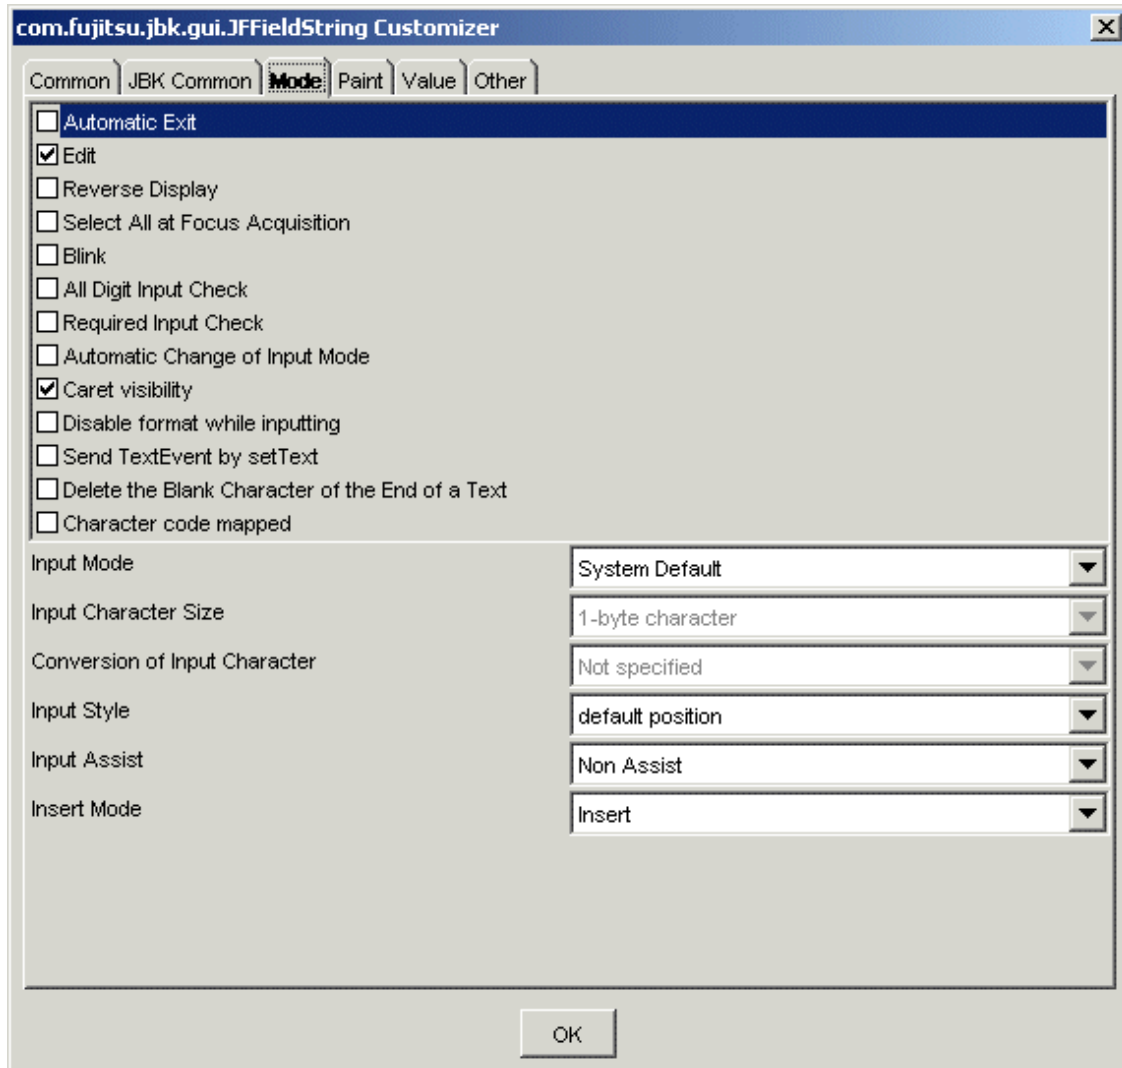 com.fujitsu.jbk.gui.JFFieldString Customizer
Common JBK Common Mode Paint Value Other
Automatic Exit
Edit
Reverse Display
Select All at Focus Acquisition
Blink
All Digit Input Check
Required Input Check
Automatic Change of Input Mode
Caret visibility
Disable format while inputting
Send TextEvent by setText
Delete the Blank Character of the End of a Text
Character code mapped
Input Mode System Default
Input Character Size 1-byte character
Conversion of Input Character Not specified
Input Style default position
Input Assist Non Assist
Insert Mode Insert
OK